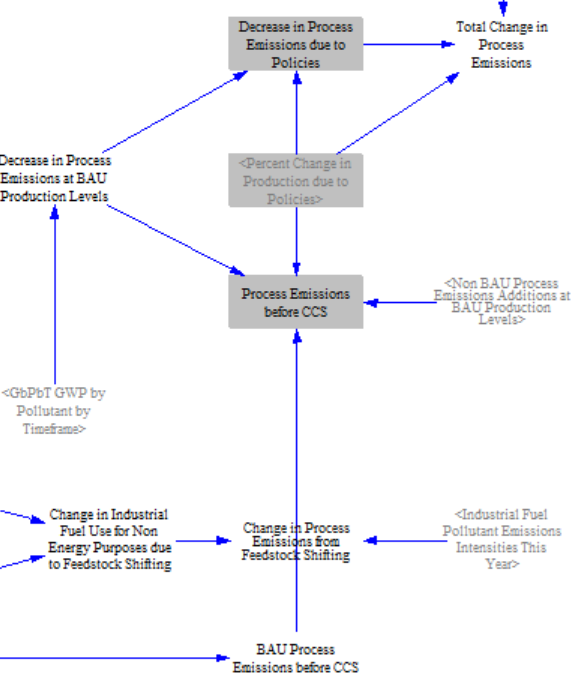 Decrease in Process
Emissions due to
Policies
Total Change in
Process
Emissions
Decrease in Process
Emissions at BAU
Production Levels
<Percent Change in
Production due to
Policies>
Process Emissions
before CCS
<Non BAU Process
Emissions Additions at
BAU Production
Levels>
<GbPbT GWP by
Pollutant by
Timeframe>
Change in Industrial
Fuel Use for Non
Energy Purposes due
to Feedstock Shifting
Change in Process
Emissions from
Feedstock Shifting
<Industrial Fuel
Pollutant Emissions
Intensities This
Year>
BAU Process
Emissions before CCS